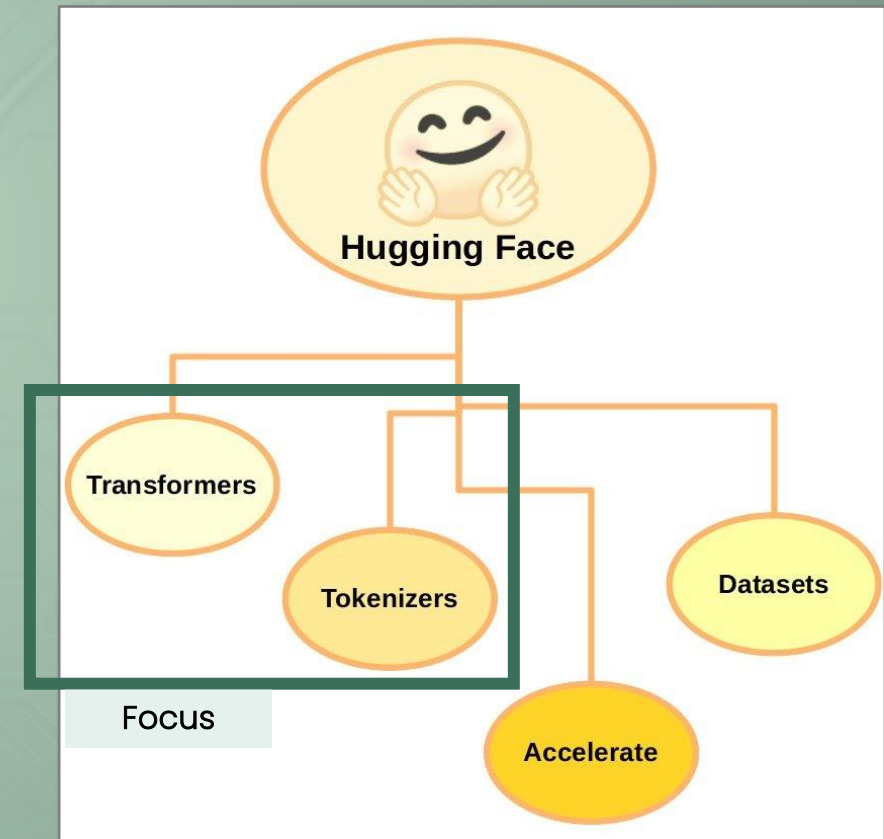 Hugging Face
Transformers
Tokenizers
Datasets
Focus
Accelerate